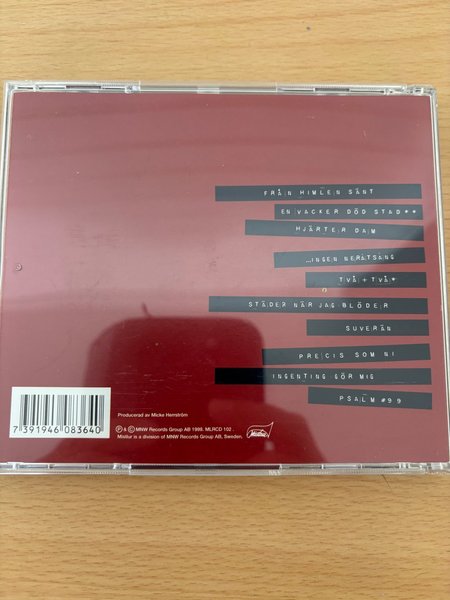 FRÅN HIMLEN SÄNT
EN VACKER DÖD STAD**
HJÄRTER DAM
...INGEN NERÅTSÅNG
TVÅ + TVÅ*
STÄDER NÄR JAG BLÖDER
SUVERÄN
PRECIS SOM NI
INGENTING GÖR MIG
PSALM #99
7 391946 083640
Producerad av Micke Herrström
℗ & © MNW Records Group AB 1998. MLRCD 102 .
Mistlur is a division of MNW Records Group AB, Sweden.
Mistlur